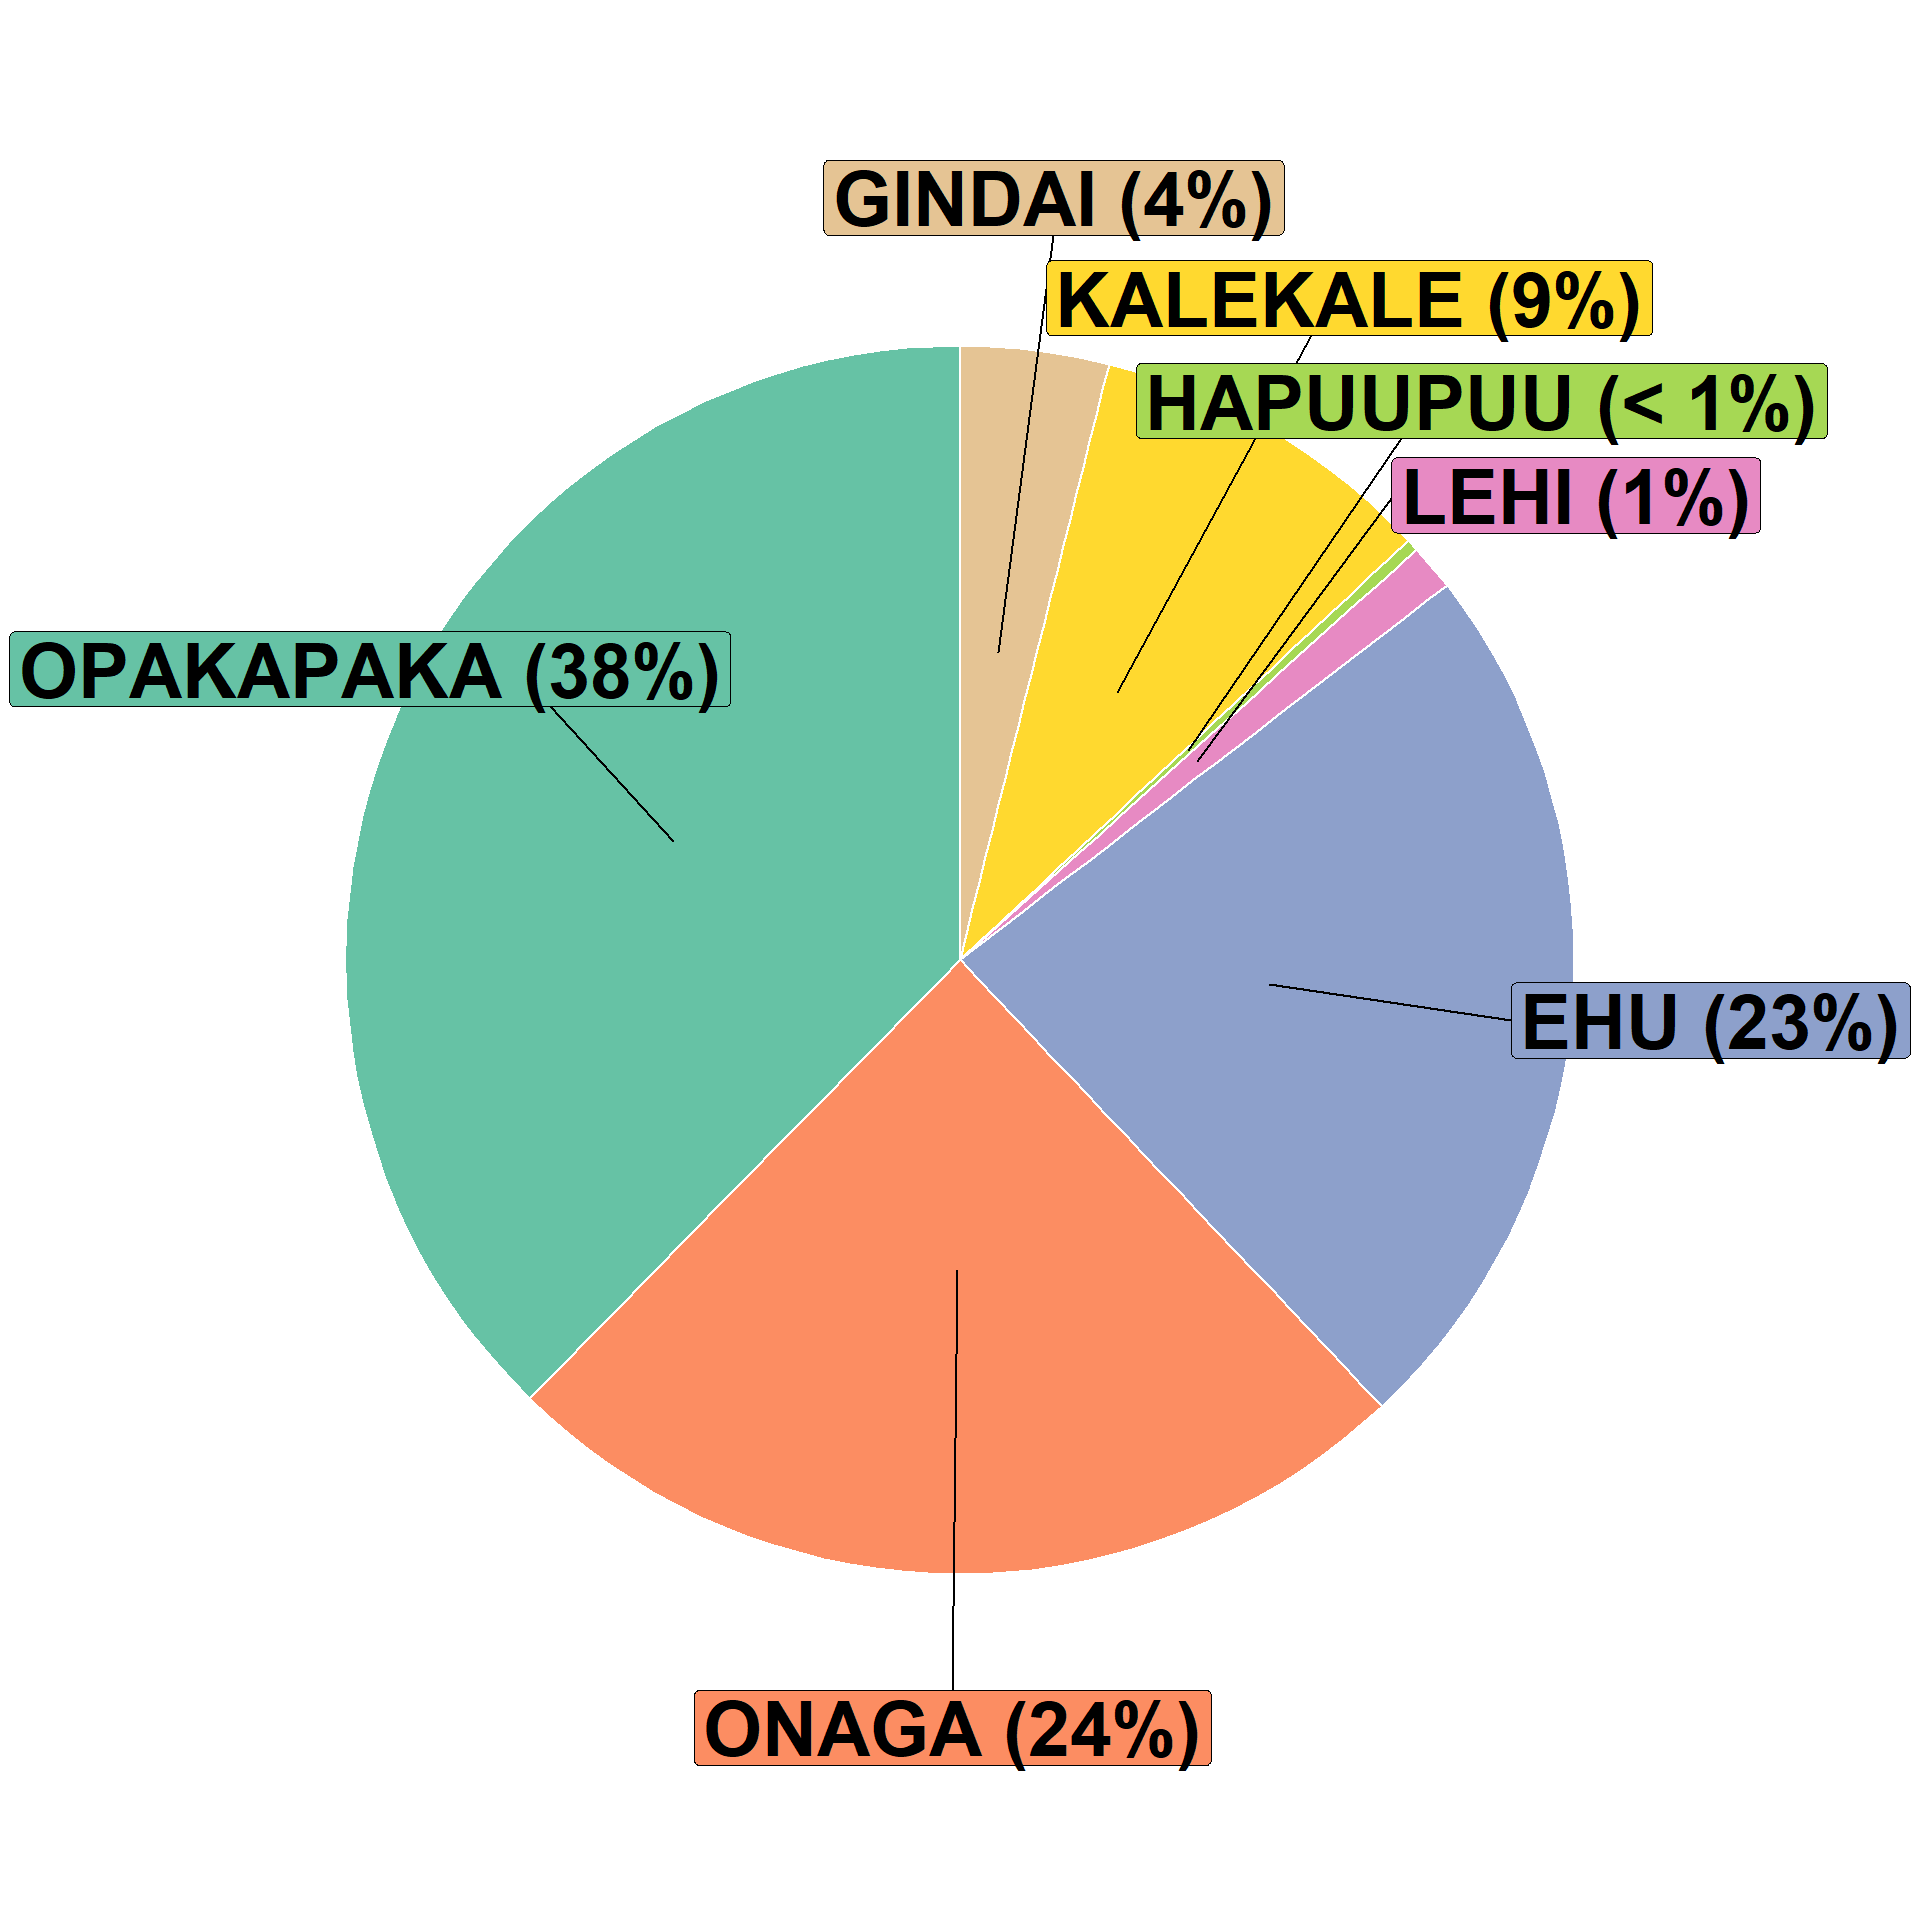 GINDAI (4%)
KALEKALE (9%)
HAPUUPUU (< 1%)
LEHI (1%)
OPAKAPAKA (38%)
EHU (23%)
ONAGA (24%)